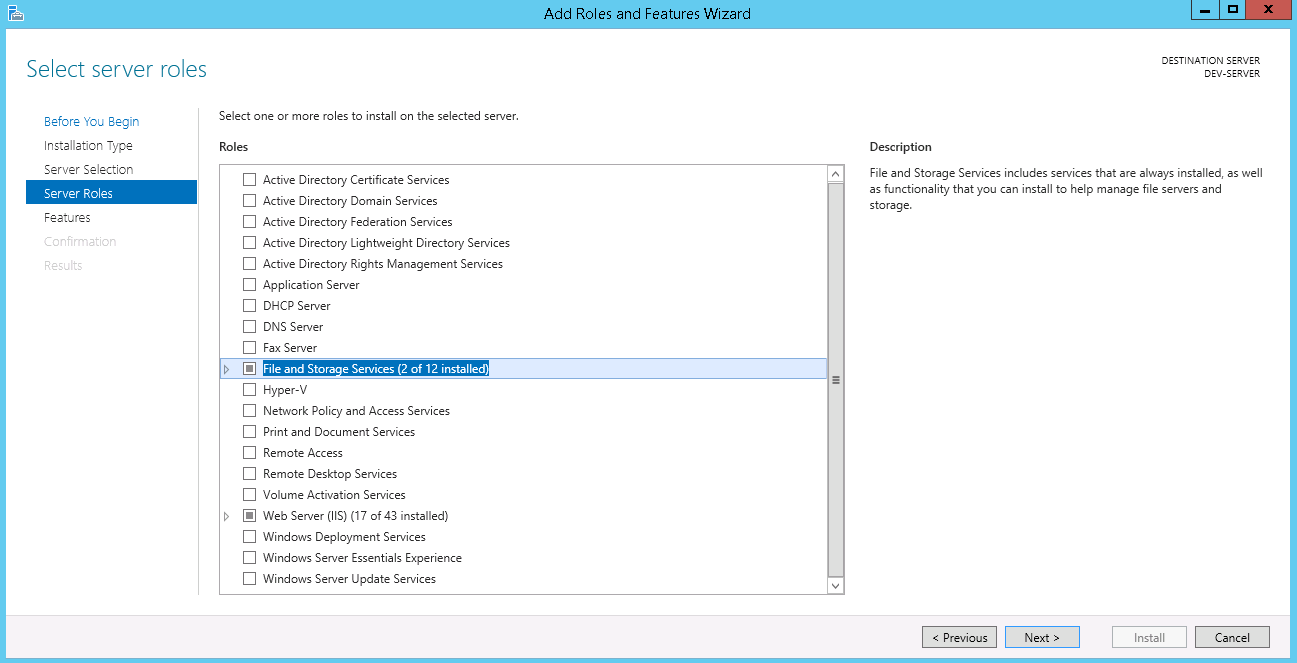 Add Roles and Features Wizard
Select server roles
DESTINATION SERVER
DEV-SERVER
Before You Begin
Installation Type
Server Selection
Server Roles
Features
Confirmation
Results
Select one or more roles to install on the selected server.
Roles
Active Directory Certificate Services
Active Directory Domain Services
Active Directory Federation Services
Active Directory Lightweight Directory Services
Active Directory Rights Management Services
Application Server
DHCP Server
DNS Server
Fax Server
File and Storage Services (2 of 12 installed)
Hyper-V
Network Policy and Access Services
Print and Document Services
Remote Access
Remote Desktop Services
Volume Activation Services
Web Server (IIS) (17 of 43 installed)
Windows Deployment Services
Windows Server Essentials Experience
Windows Server Update Services
Description
File and Storage Services includes services that are always installed, as well
as functionality that you can install to help manage file servers and
storage.
< Previous
Next >
Install
Cancel